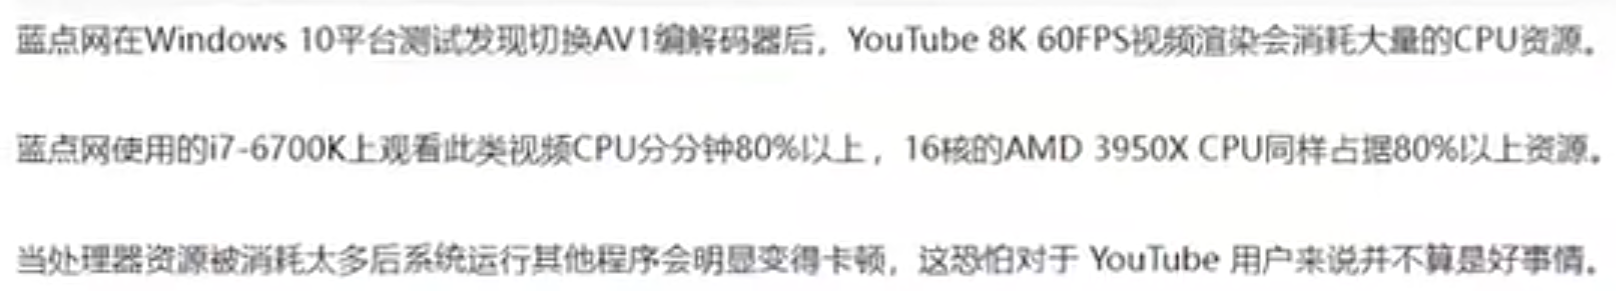 蓝点网在Windows 10平台测试发现切换AV1编解码器后，YouTube 8K 60FPS视频渲染会消耗大量的CPU资源。
蓝点网使用的i7-6700K上观看此类视频CPU分分钟80%以上，16核的AMD 3950X CPU同样占据80%以上资源。
当处理器资源被消耗太多后系统运行其他程序会明显变得卡顿，这恐怕对于 YouTube 用户来说并不算是好事情。